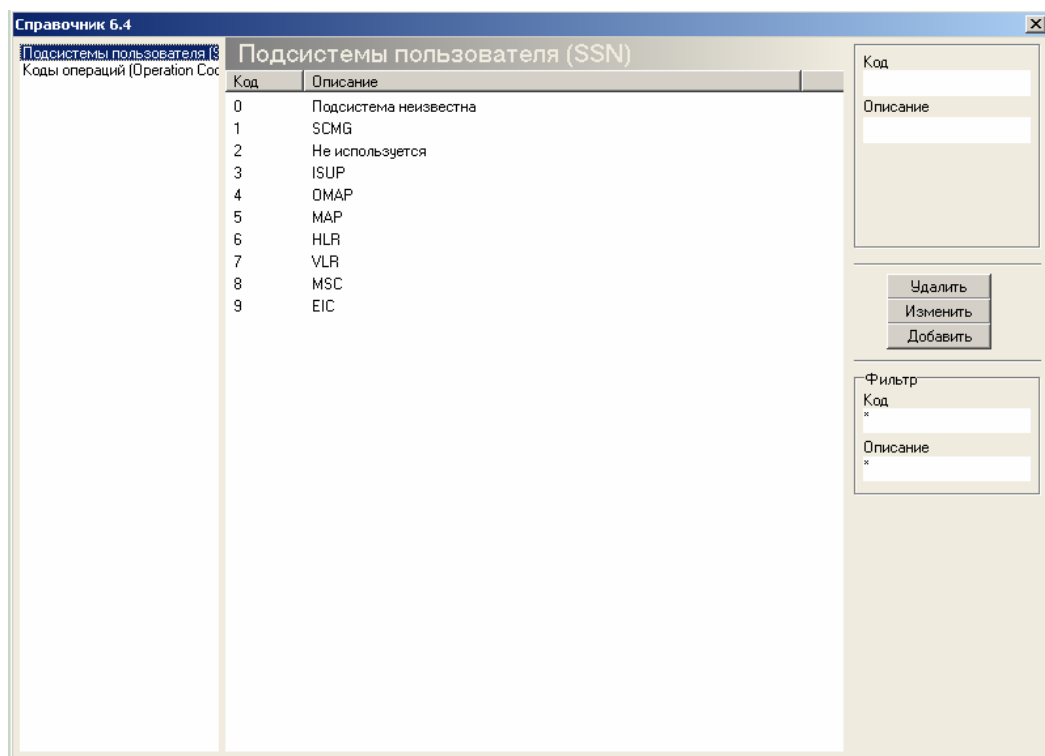 Справочник 6.4
Подсистемы пользователя (S
Коды операций (Operation Coc
Подсистемы пользователя (SSN)
Код Описание
0 Подсистема неизвестна
1 SCMG
2 Не используется
3 ISUP
4 OMAP
5 MAP
6 HLR
7 VLR
8 MSC
9 EIC
Код
Описание
Удалить
Изменить
Добавить
Фильтр
Код
*
Описание
*